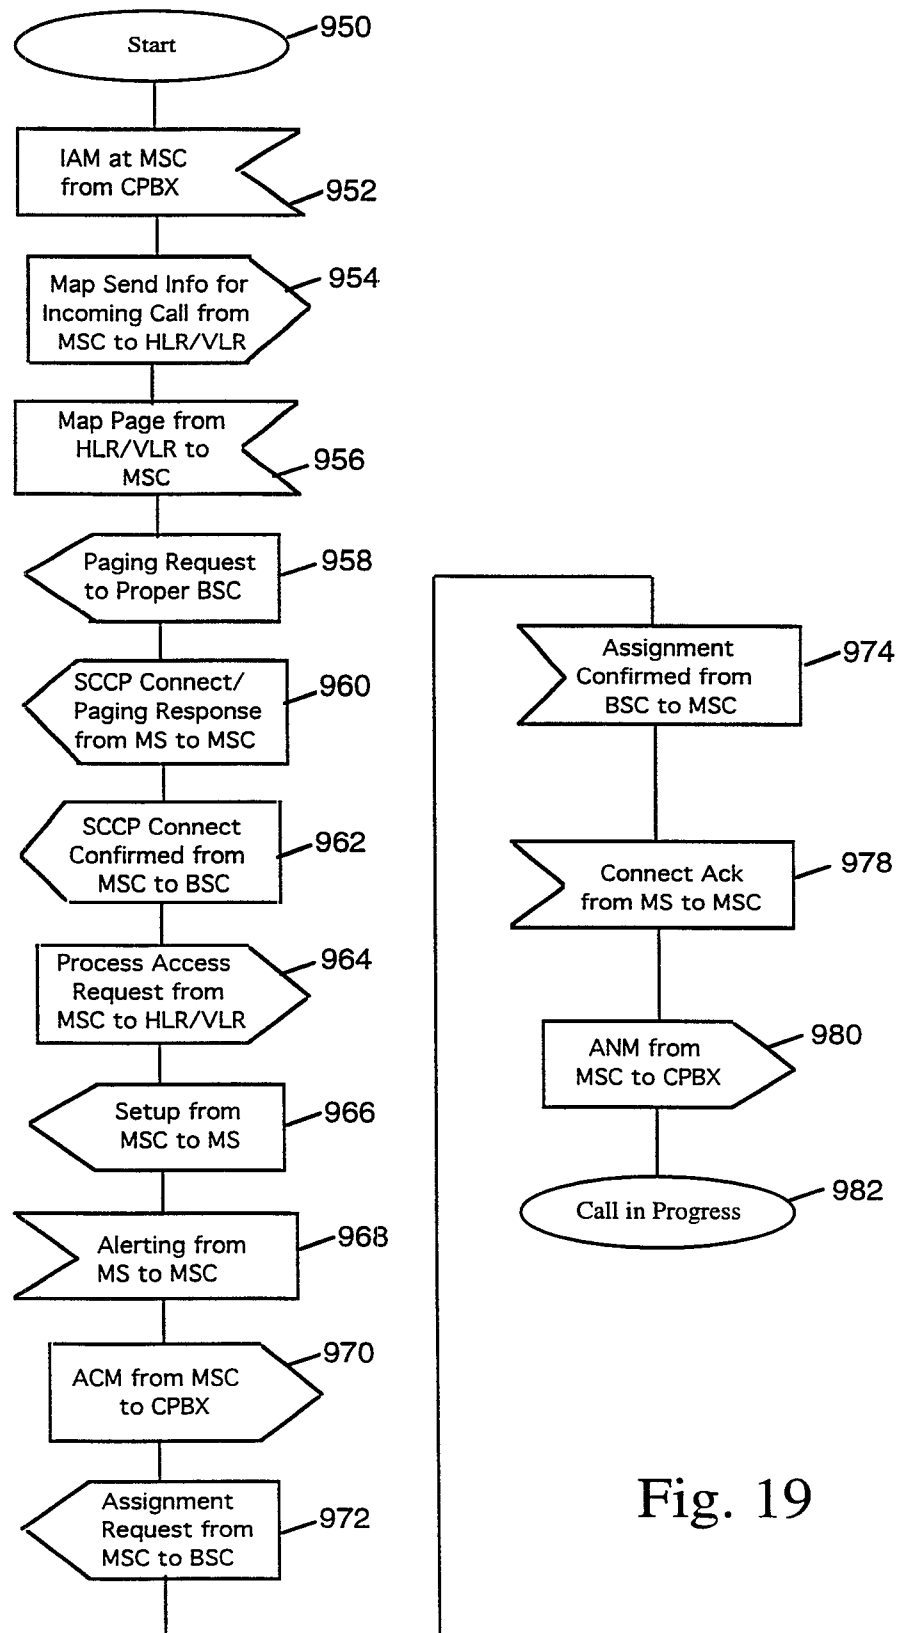 Start
950
IAM at MSC
from CPBX
952
Map Send Info for
Incoming Call from
MSC to HLR/VLR
954
Map Page from
HLR/VLR to
MSC
956
Paging Request
to Proper BSC
958
SCCP Connect/
Paging Response
from MS to MSC
960
SCCP Connect
Confirmed from
MSC to BSC
962
Process Access
Request from
MSC to HLR/VLR
964
Setup from
MSC to MS
966
Alerting from
MS to MSC
968
ACM from MSC
to CPBX
970
Assignment
Request from
MSC to BSC
972
Assignment
Confirmed from
BSC to MSC
974
Connect Ack
from MS to MSC
978
ANM from
MSC to CPBX
980
Call in Progress
982
Fig. 19